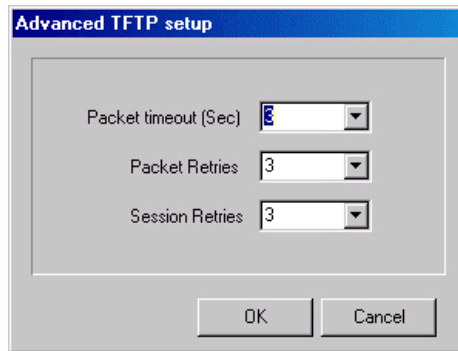 Advanced TFTP setup
Packet timeout (Sec) 3
Packet Retries 3
Session Retries 3
OK Cancel